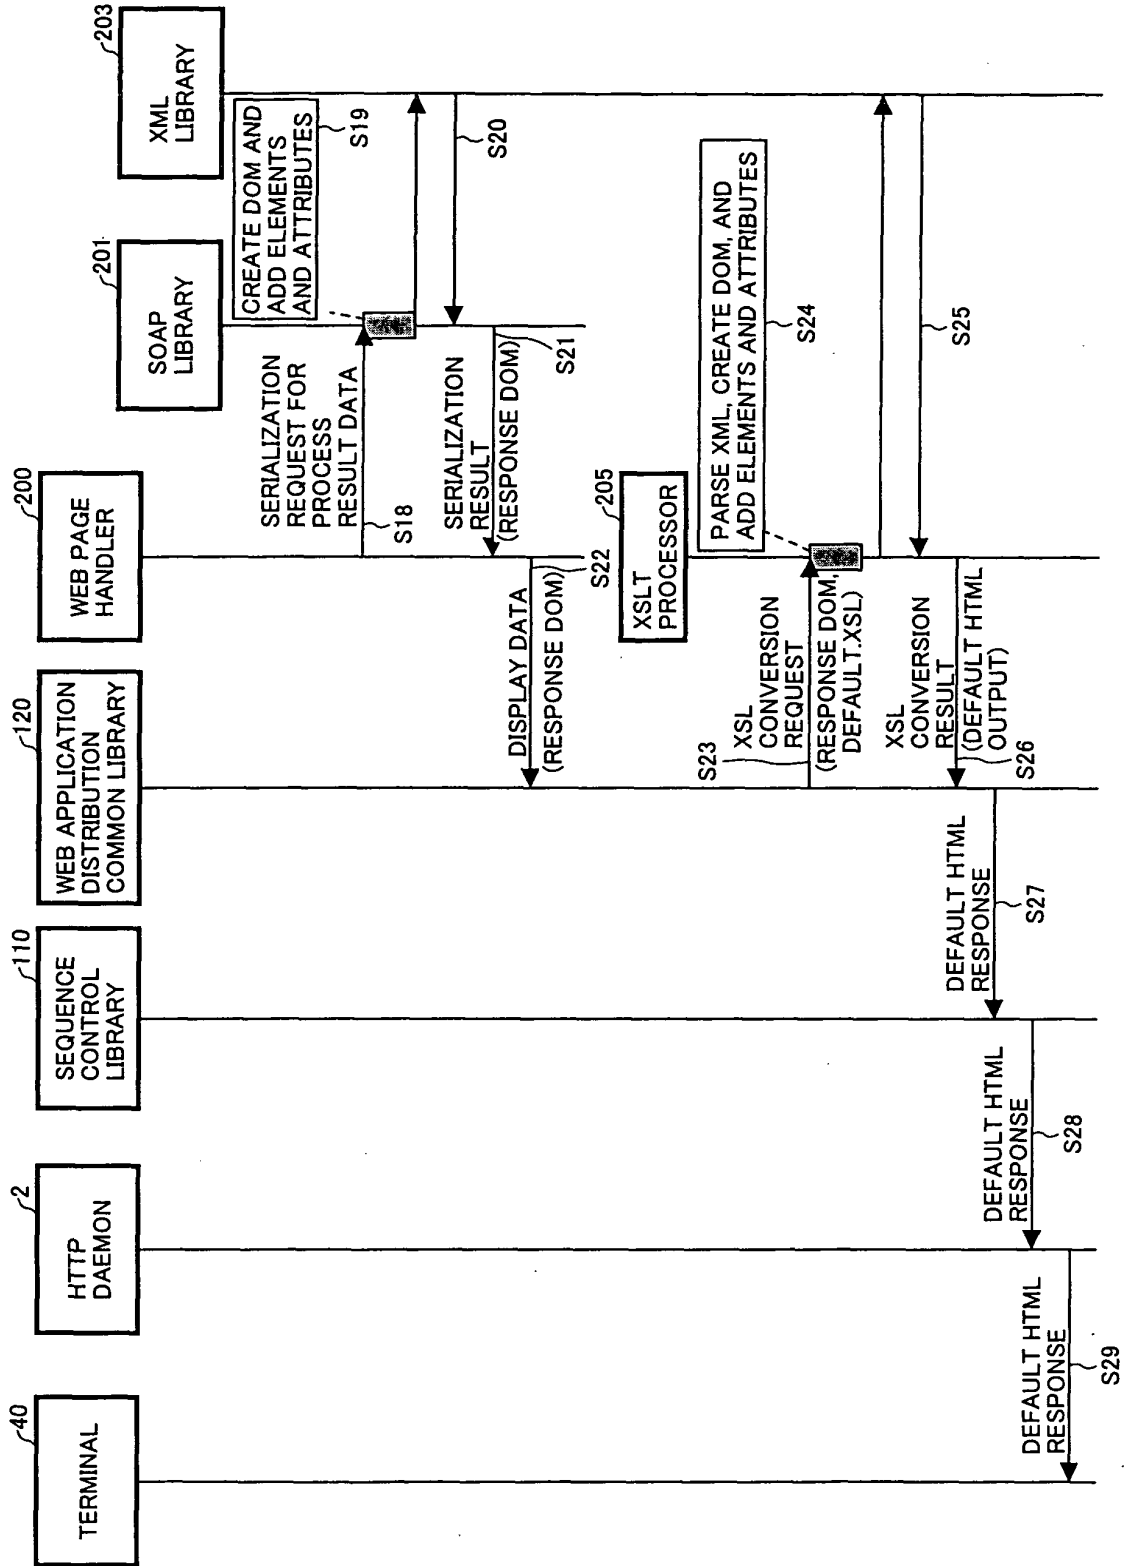 40
TERMINAL
2
HTTP
DAEMON
110
SEQUENCE
CONTROL
LIBRARY
120
WEB APPLICATION
DISTRIBUTION
COMMON LIBRARY
200
WEB PAGE
HANDLER
201
SOAP
LIBRARY
203
XML
LIBRARY
SERIALIZATION
REQUEST FOR
PROCESS
RESULT DATA
S18
CREATE DOM AND
ADD ELEMENTS
AND ATTRIBUTES
S19
S20
SERIALIZATION
RESULT
(RESPONSE DOM)
S21
DISPLAY DATA
(RESPONSE DOM)
S22
205
XSLT
PROCESSOR
S23
XSL
CONVERSION
REQUEST
(RESPONSE DOM,
DEFAULT.XSL)
PARSE XML, CREATE DOM, AND
ADD ELEMENTS AND ATTRIBUTES
S24
S25
XSL
CONVERSION
RESULT
(DEFAULT HTML
OUTPUT)
S26
DEFAULT HTML
RESPONSE
S27
DEFAULT HTML
RESPONSE
S28
DEFAULT HTML
RESPONSE
S29